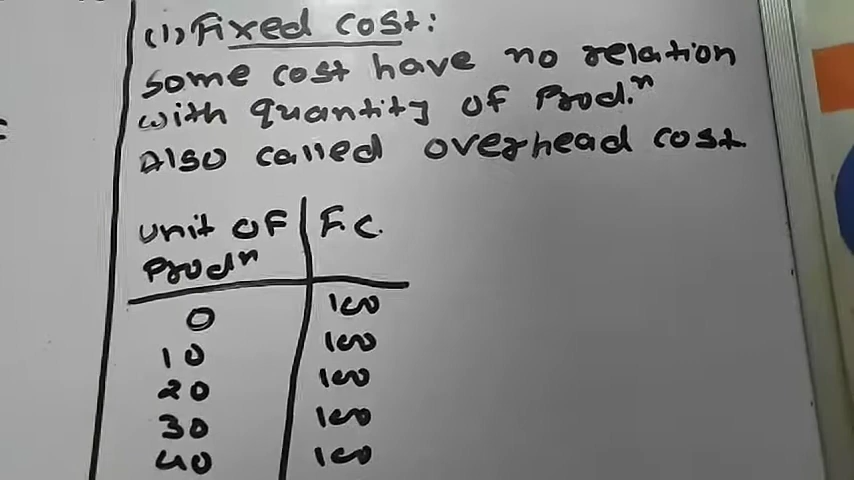 (1) Fixed cost:
some cost have no relation
with quantity of Prod.ⁿ
Also called overhead cost
unit of Prodⁿ | F.C.
0 | 100
10 | 100
20 | 100
30 | 100
40 | 100